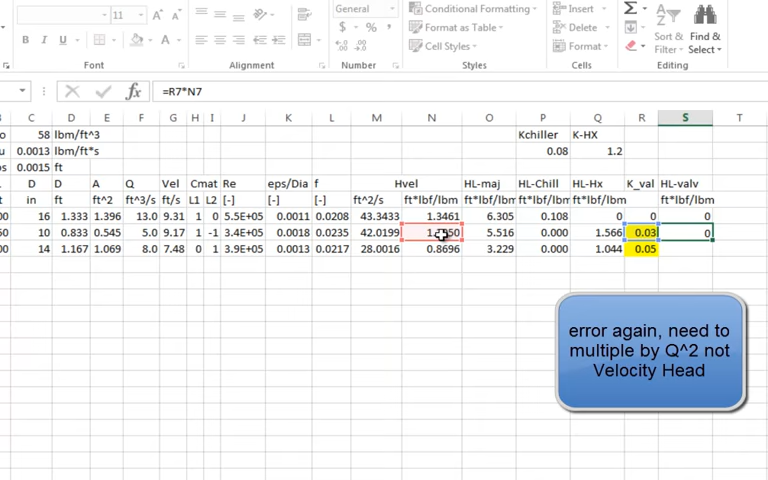 11 General Conditional Formatting Insert
Format as Table Delete
B I U A $ % , .0 .00 Cell Styles Format Sort & Find &
Filter Select
Font Alignment Number Styles Cells Editing
fx =R7*N7
C D E F G H I J K L M N O P Q R S T
58 lbm/ft^3 Kchiller K-HX
0.0013 lbm/ft*s 0.08 1.2
0.0015 ft
D D A Q Vel Cmat Re eps/Dia f Hvel HL-maj HL-Chill HL-Hx K_val HL-valv
in ft ft^2 ft^3/s ft/s L1 L2 [-] [-] [-] ft^2/s ft*lbf/lbm ft*lbf/lbm ft*lbf/lbm ft*lbf/lbm ft*lbf/lbm
16 1.333 1.396 13.0 9.31 1 0 5.5E+05 0.0011 0.0208 43.3433 1.3461 6.305 0.108 0 0 0
10 0.833 0.545 5.0 9.17 1 -1 3.4E+05 0.0018 0.0235 42.0199 5.516 0.000 1.566 0.03 0
14 1.167 1.069 8.0 7.48 0 1 3.9E+05 0.0013 0.0217 28.0016 0.8696 3.229 0.000 1.044 0.05
error again, need to
multiple by Q^2 not
Velocity Head